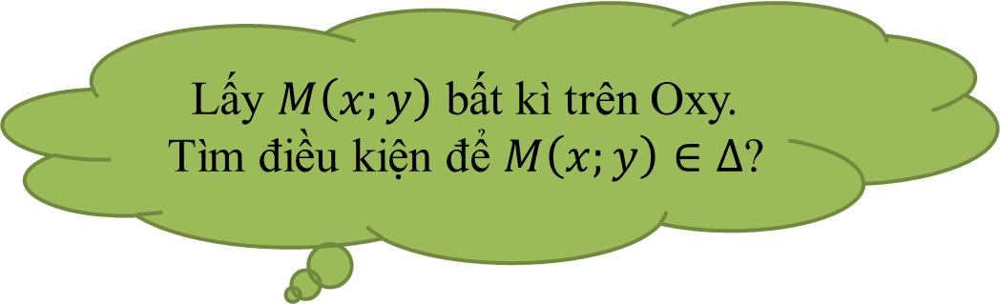 Lấy M(x; y) bất kì trên Oxy.
Tìm điều kiện để M(x; y) ∈ Δ?